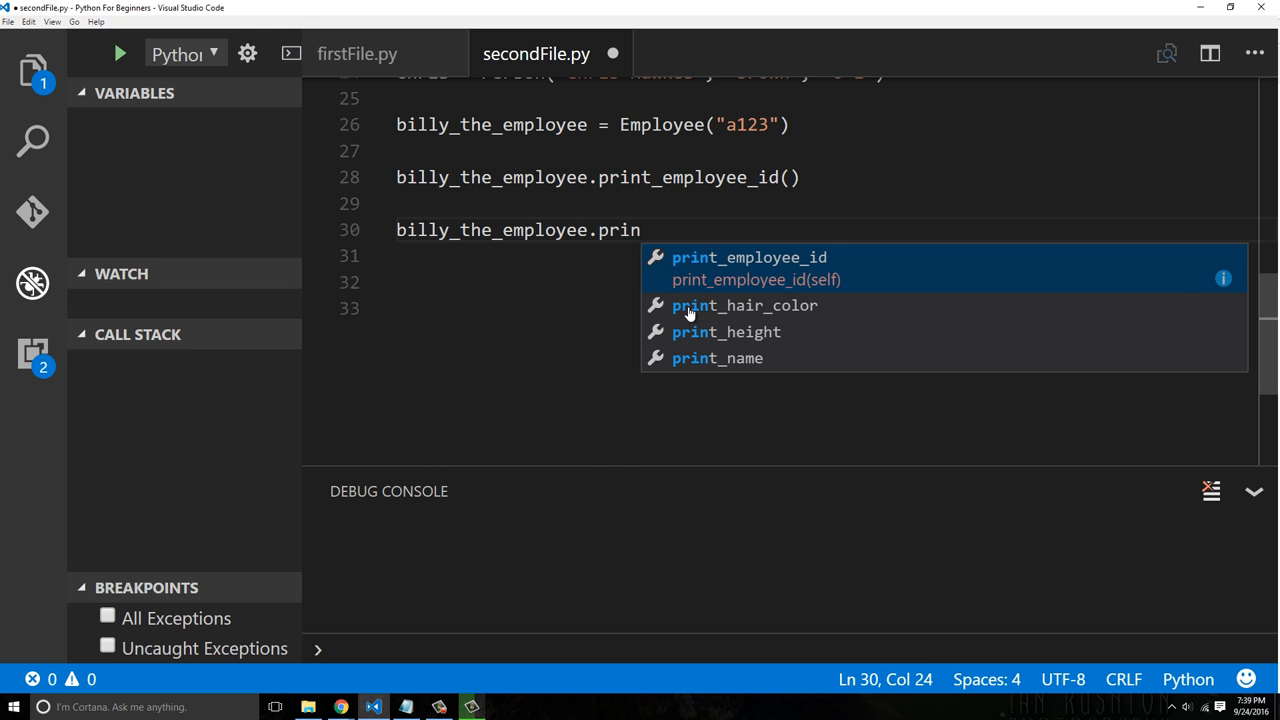 ● secondFile.py - Python For Beginners - Visual Studio Code
File Edit View Go Help
1
Pythor ▼
firstFile.py
secondFile.py ●
VARIABLES
25
26 billy_the_employee = Employee("a123")
27
28 billy_the_employee.print_employee_id()
29
30 billy_the_employee.prin
print_employee_id
print_employee_id(self)
print_hair_color
print_height
print_name
31
32
33
WATCH
CALL STACK
2
DEBUG CONSOLE
BREAKPOINTS
All Exceptions
Uncaught Exceptions
0 0
Ln 30, Col 24
Spaces: 4
UTF-8
CRLF
Python
I'm Cortana. Ask me anything.
7:39 PM
9/24/2016